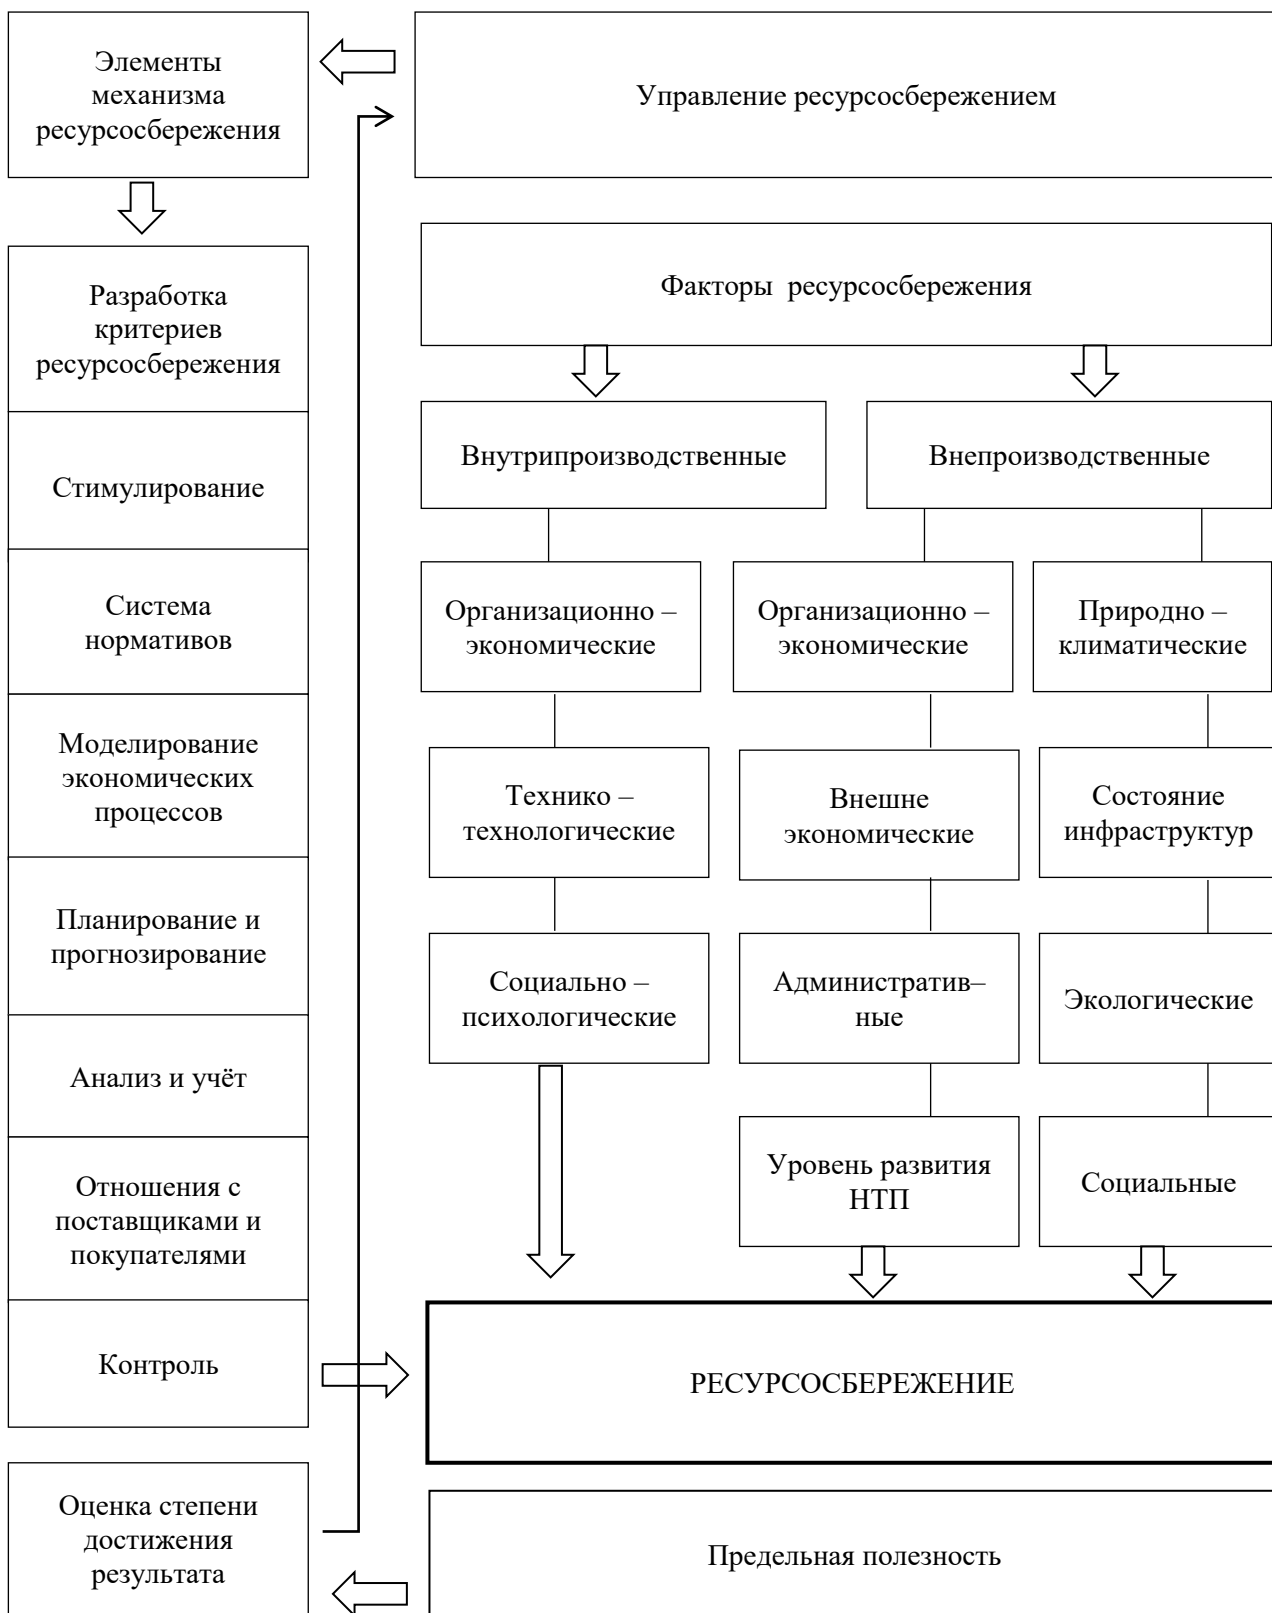 Элементы
механизма
ресурсосбережения
Управление ресурсосбережением
Разработка
критериев
ресурсосбережения
Стимулирование
Система
нормативов
Моделирование
экономических
процессов
Планирование и
прогнозирование
Анализ и учёт
Отношения с
поставщиками и
покупателями
Контроль
Оценка степени
достижения
результата
Факторы ресурсосбережения
Внутрипроизводственные
Внепроизводственные
Организационно –
экономические
Технико –
технологические
Социально –
психологические
Организационно –
экономические
Внешне
экономические
Административ–
ные
Уровень развития
НТП
Природно –
климатические
Состояние
инфраструктур
Экологические
Социальные
РЕСУРСОСБЕРЕЖЕНИЕ
Предельная полезность